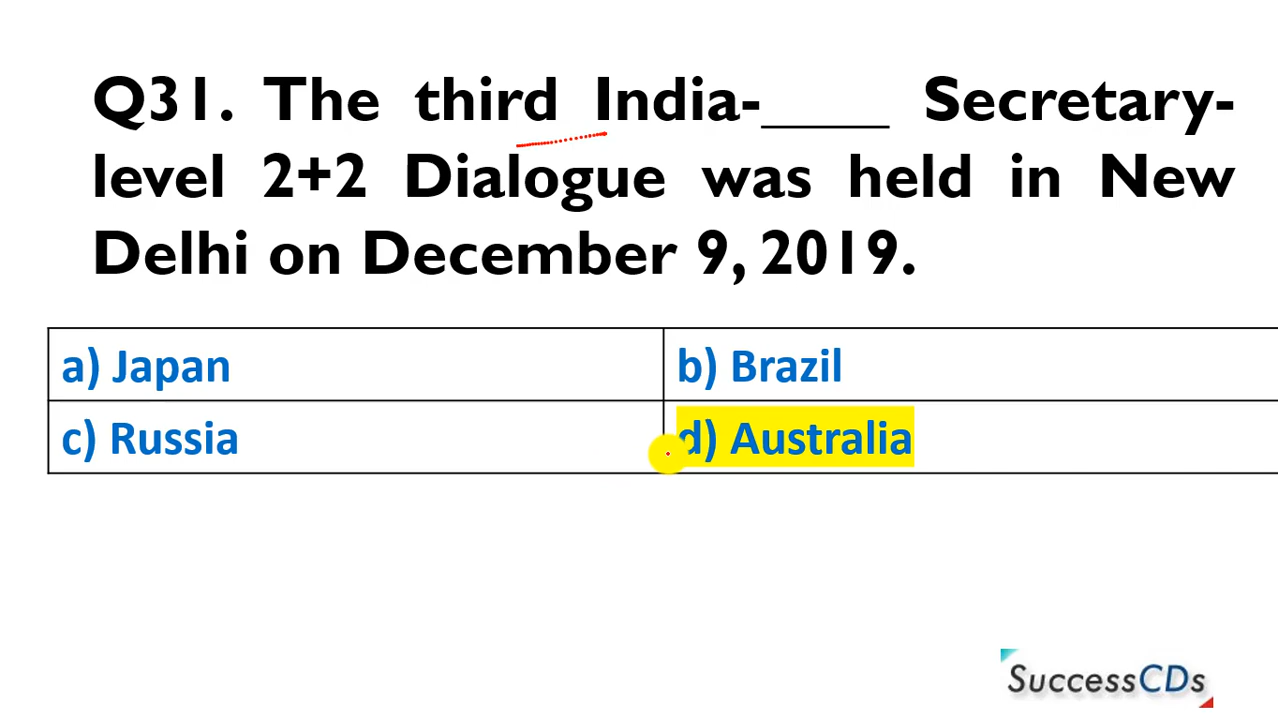 Q31. The third India-____ Secretary-
level 2+2 Dialogue was held in New
Delhi on December 9, 2019.
a) Japan
b) Brazil
c) Russia
d) Australia
SuccessCDs